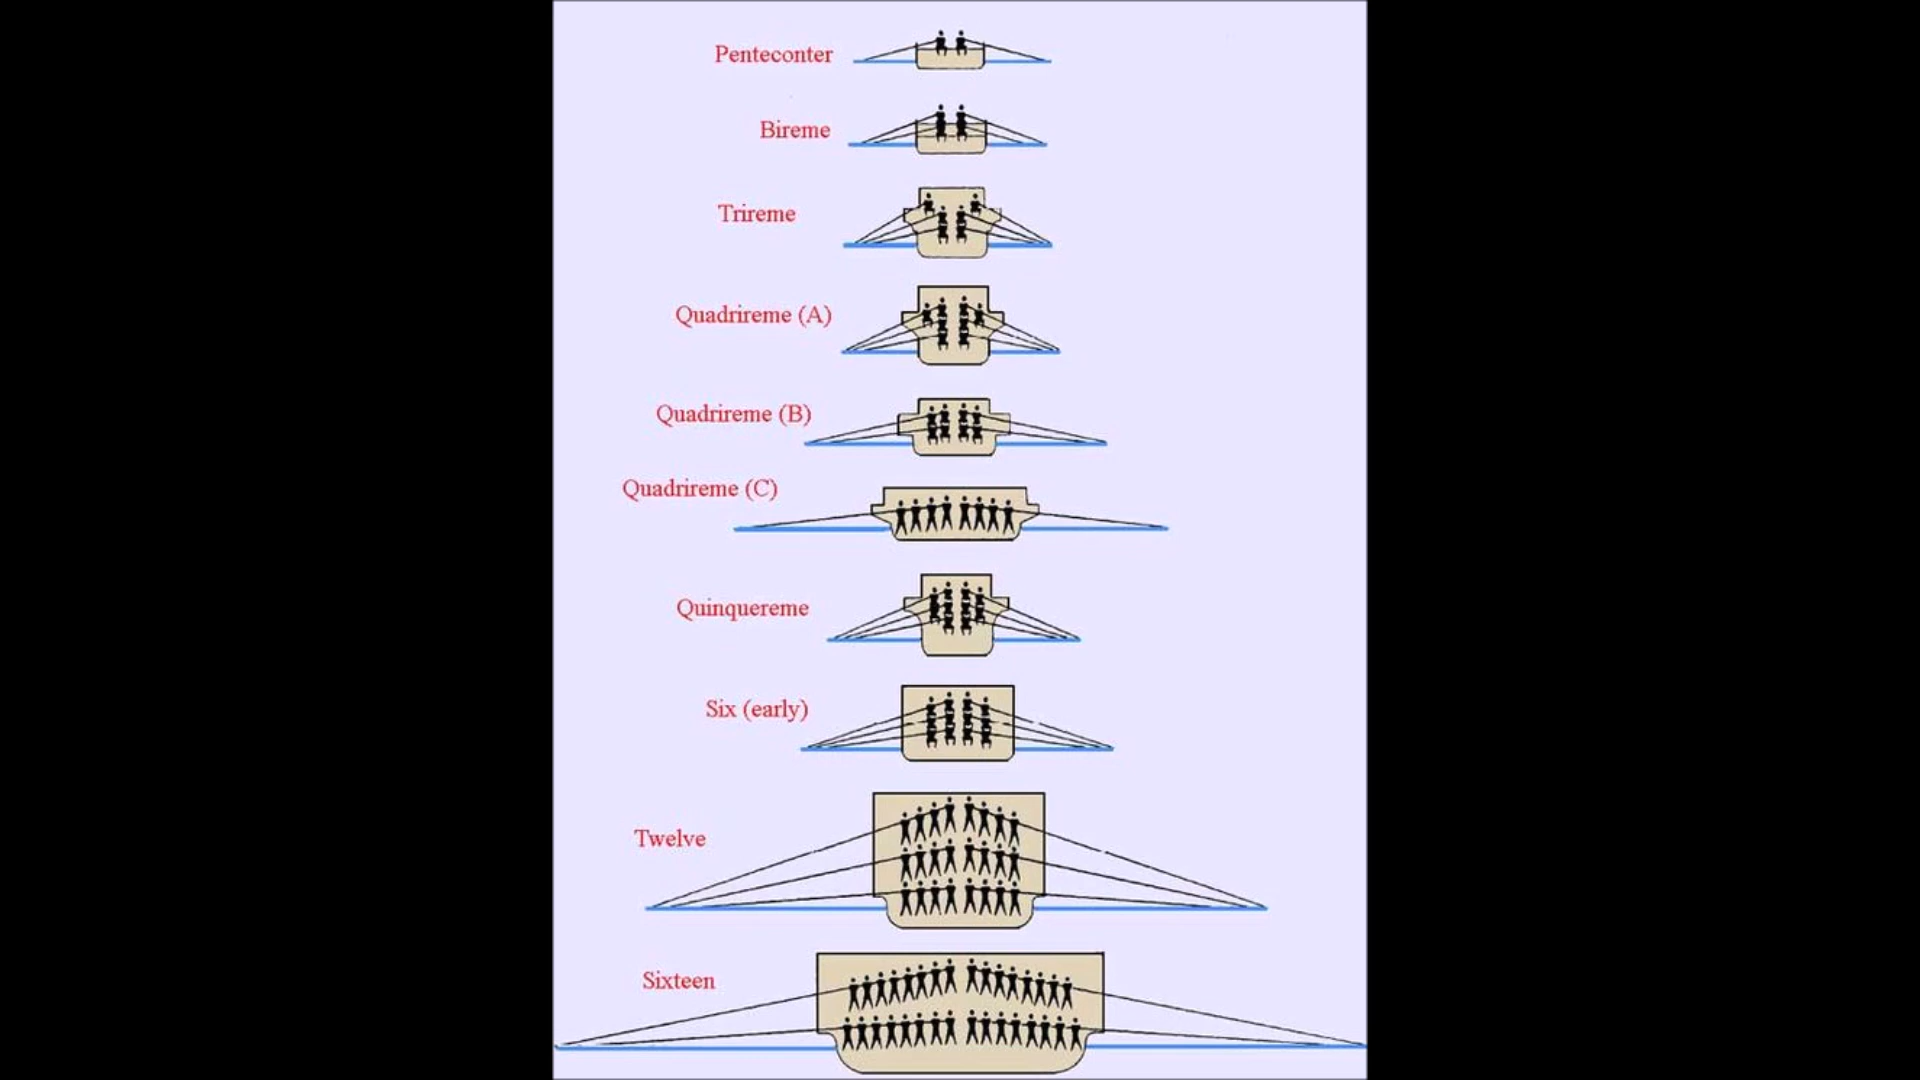 Penteconter
Bireme
Trireme
Quadrireme (A)
Quadrireme (B)
Quadrireme (C)
Quinquereme
Six (early)
Twelve
Sixteen